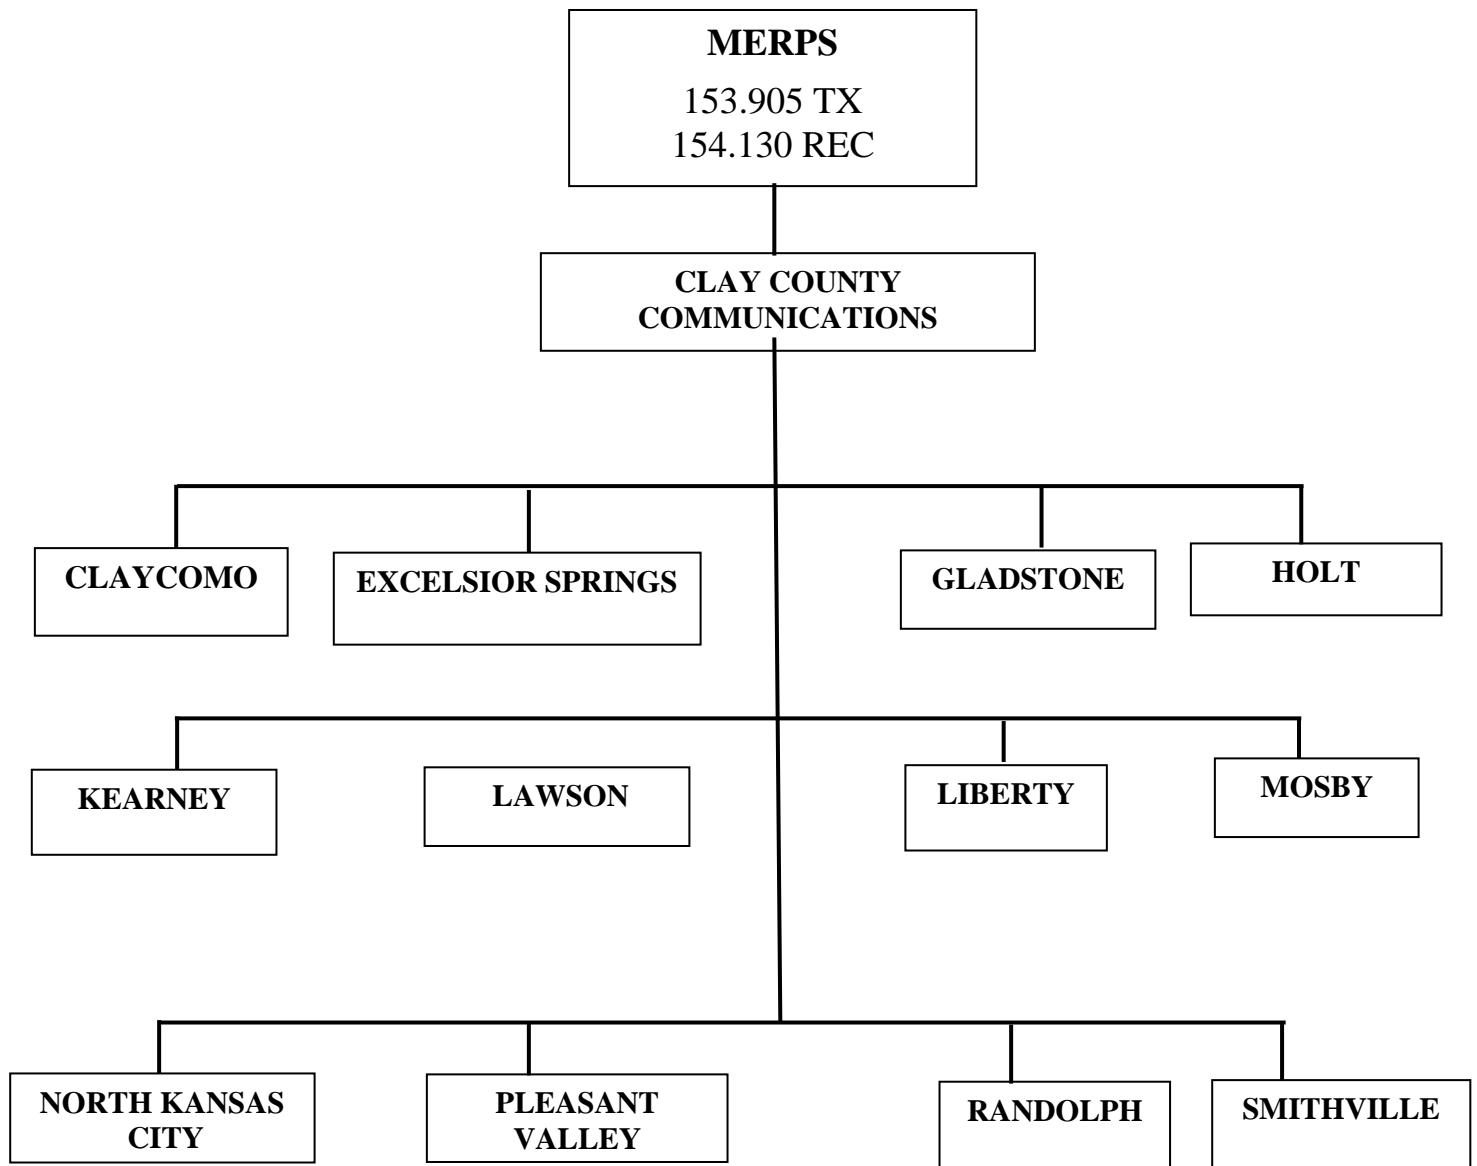 MERPS
153.905 TX
154.130 REC
CLAY COUNTY
COMMUNICATIONS
CLAYCOMO
EXCELSIOR SPRINGS
GLADSTONE
HOLT
KEARNEY
LAWSON
LIBERTY
MOSBY
NORTH KANSAS
CITY
PLEASANT
VALLEY
RANDOLPH
SMITHVILLE